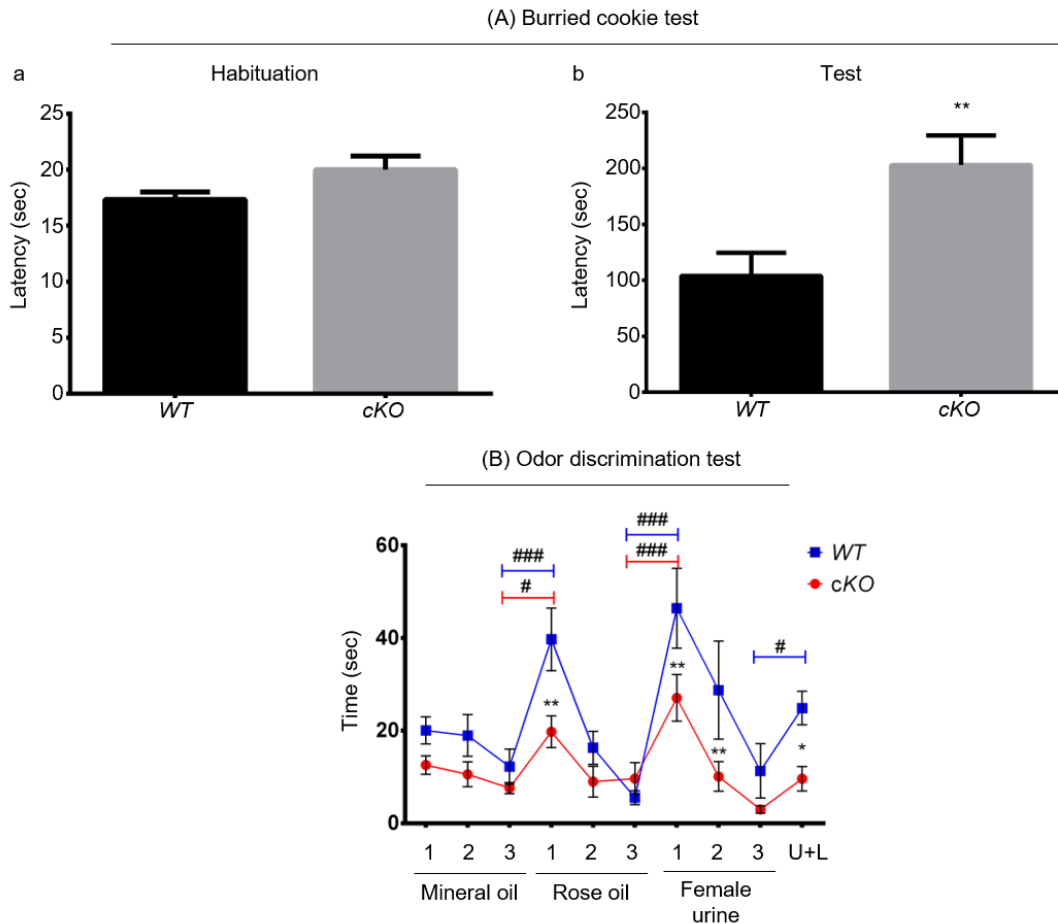 (A) Burried cookie test
a
Habituation
b
Test
Latency (sec)
25
20
15
10
5
0
WT
cKO
Latency (sec)
250
200
150
100
50
0
**
WT
cKO
(B) Odor discrimination test
Time (sec)
60
40
20
0
###
#
###
###
#
**
**
**
*
WT
cKO
1 2 3 1 2 3 1 2 3 U+L
Mineral oil Rose oil Female
urine